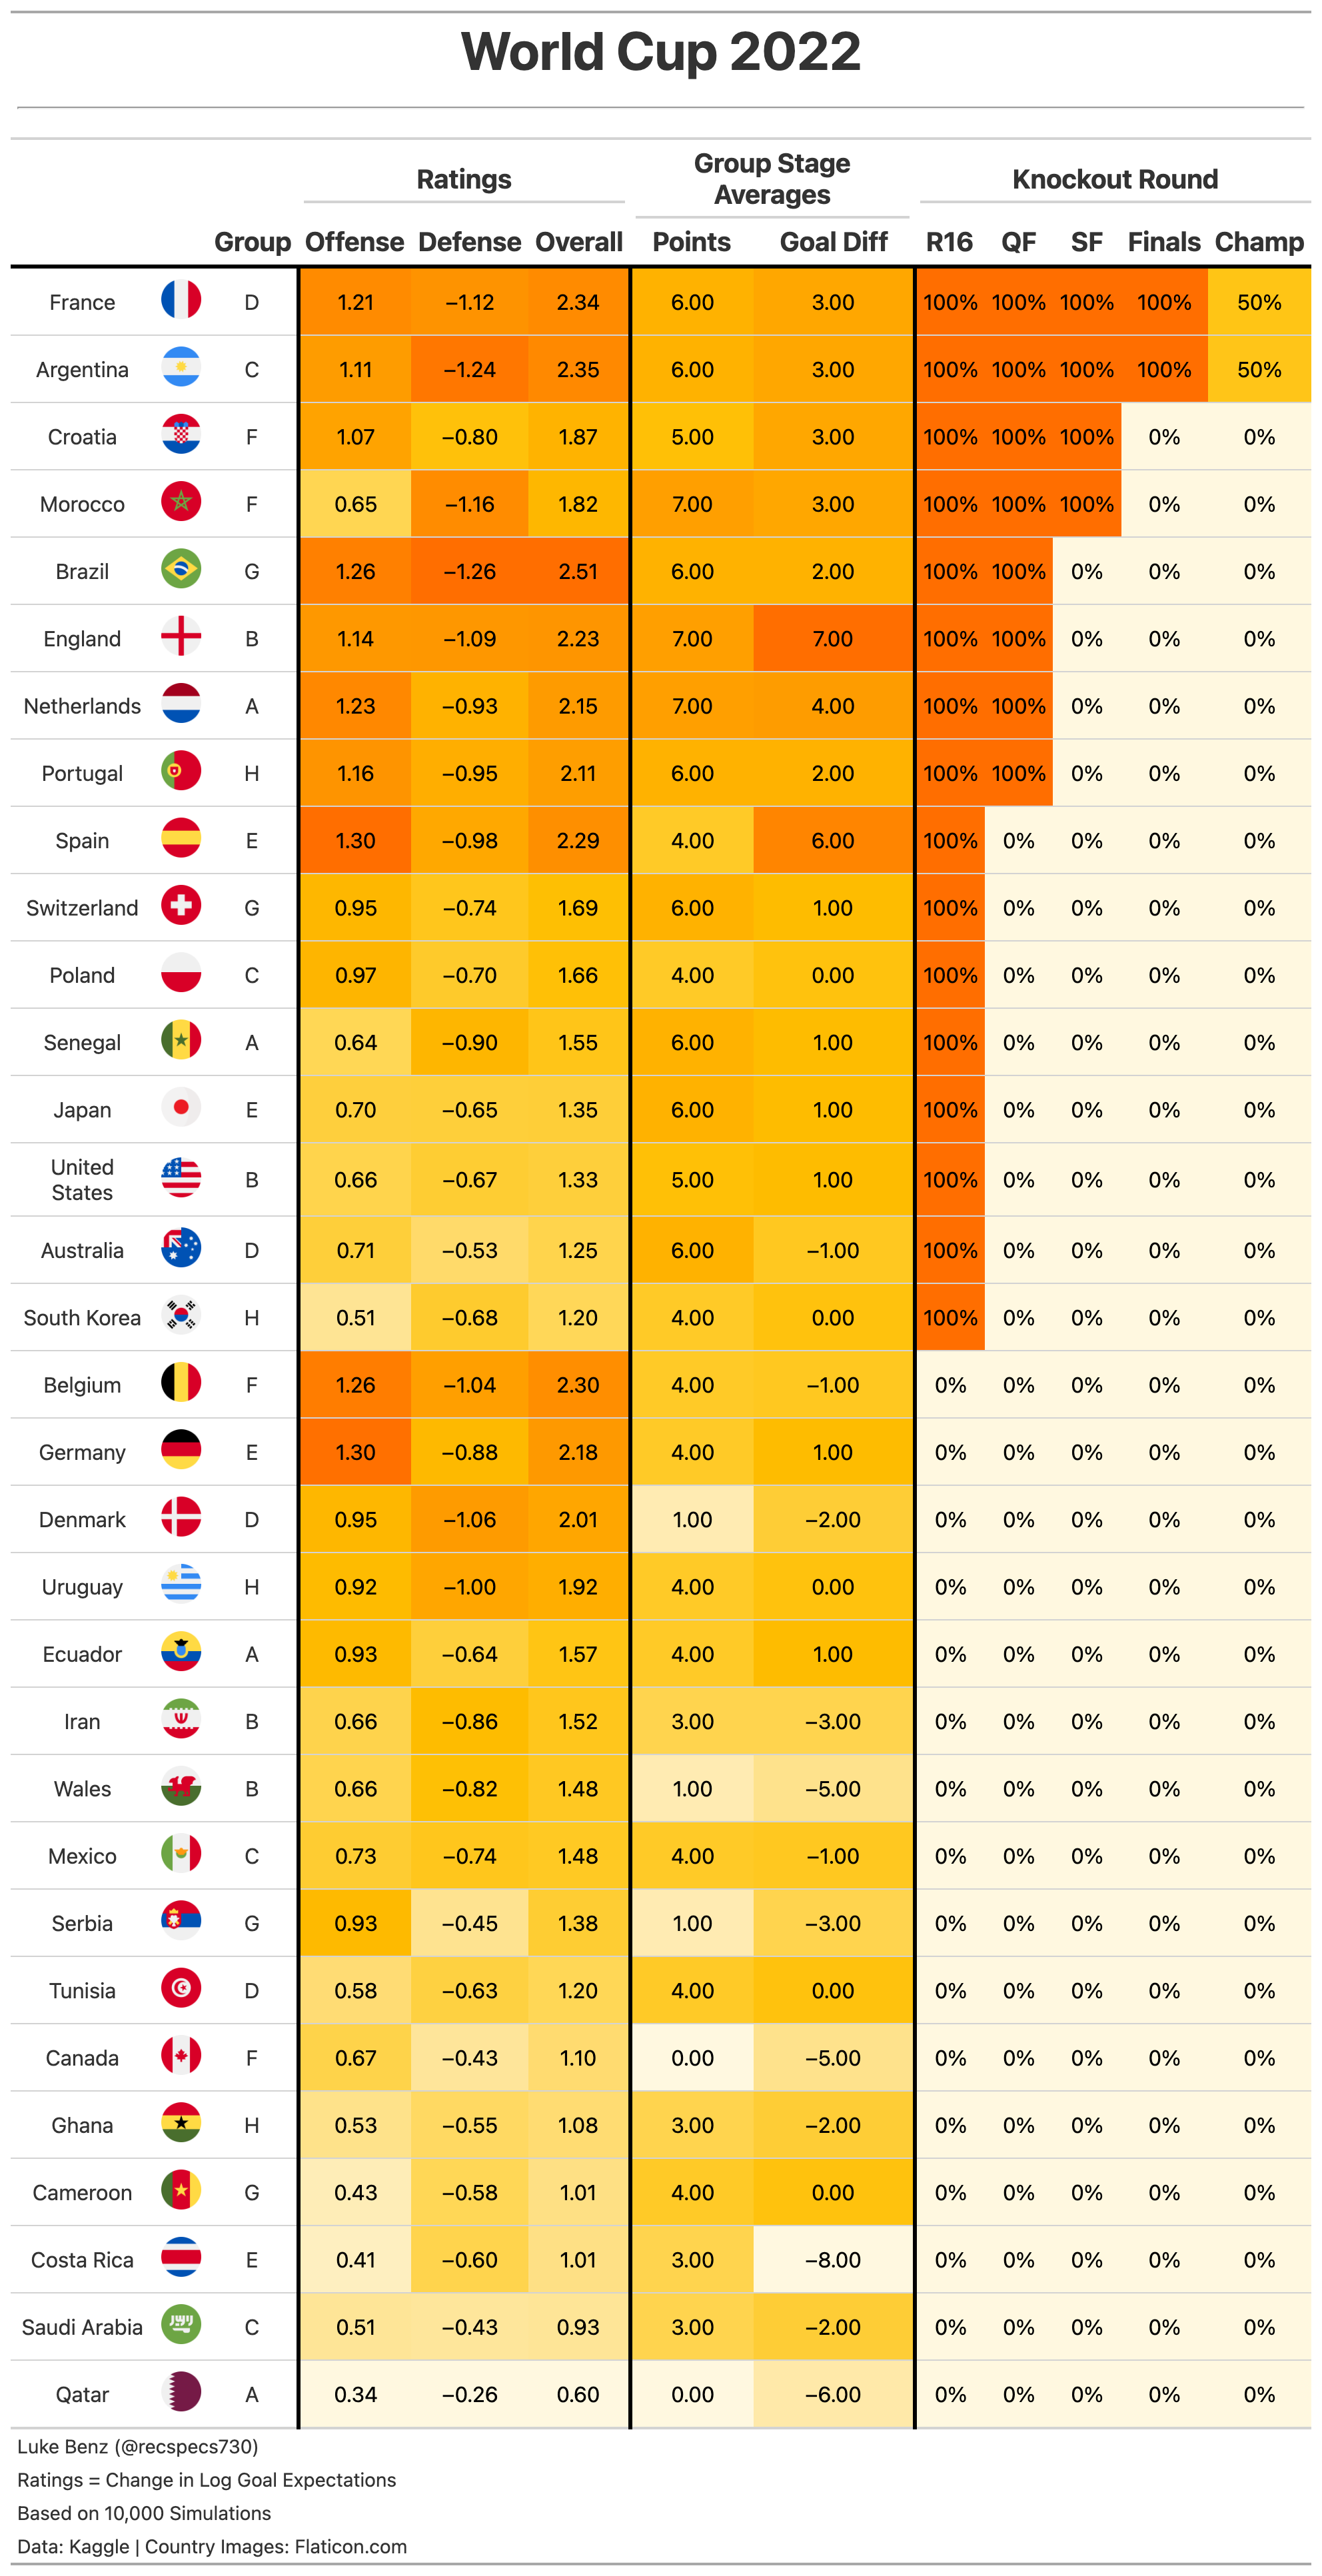 World Cup 2022
Ratings
Group Stage
Averages
Knockout Round
Group Offense Defense Overall Points Goal Diff R16 QF SF Finals Champ
France D 1.21 −1.12 2.34 6.00 3.00 100% 100% 100% 100% 50%
Argentina C 1.11 −1.24 2.35 6.00 3.00 100% 100% 100% 100% 50%
Croatia F 1.07 −0.80 1.87 5.00 3.00 100% 100% 100% 0% 0%
Morocco F 0.65 −1.16 1.82 7.00 3.00 100% 100% 100% 0% 0%
Brazil G 1.26 −1.26 2.51 6.00 2.00 100% 100% 0% 0% 0%
England B 1.14 −1.09 2.23 7.00 7.00 100% 100% 0% 0% 0%
Netherlands A 1.23 −0.93 2.15 7.00 4.00 100% 100% 0% 0% 0%
Portugal H 1.16 −0.95 2.11 6.00 2.00 100% 100% 0% 0% 0%
Spain E 1.30 −0.98 2.29 4.00 6.00 100% 0% 0% 0% 0%
Switzerland G 0.95 −0.74 1.69 6.00 1.00 100% 0% 0% 0% 0%
Poland C 0.97 −0.70 1.66 4.00 0.00 100% 0% 0% 0% 0%
Senegal A 0.64 −0.90 1.55 6.00 1.00 100% 0% 0% 0% 0%
Japan E 0.70 −0.65 1.35 6.00 1.00 100% 0% 0% 0% 0%
United
States B 0.66 −0.67 1.33 5.00 1.00 100% 0% 0% 0% 0%
Australia D 0.71 −0.53 1.25 6.00 −1.00 100% 0% 0% 0% 0%
South Korea H 0.51 −0.68 1.20 4.00 0.00 100% 0% 0% 0% 0%
Belgium F 1.26 −1.04 2.30 4.00 −1.00 0% 0% 0% 0% 0%
Germany E 1.30 −0.88 2.18 4.00 1.00 0% 0% 0% 0% 0%
Denmark D 0.95 −1.06 2.01 1.00 −2.00 0% 0% 0% 0% 0%
Uruguay H 0.92 −1.00 1.92 4.00 0.00 0% 0% 0% 0% 0%
Ecuador A 0.93 −0.64 1.57 4.00 1.00 0% 0% 0% 0% 0%
Iran B 0.66 −0.86 1.52 3.00 −3.00 0% 0% 0% 0% 0%
Wales B 0.66 −0.82 1.48 1.00 −5.00 0% 0% 0% 0% 0%
Mexico C 0.73 −0.74 1.48 4.00 −1.00 0% 0% 0% 0% 0%
Serbia G 0.93 −0.45 1.38 1.00 −3.00 0% 0% 0% 0% 0%
Tunisia D 0.58 −0.63 1.20 4.00 0.00 0% 0% 0% 0% 0%
Canada F 0.67 −0.43 1.10 0.00 −5.00 0% 0% 0% 0% 0%
Ghana H 0.53 −0.55 1.08 3.00 −2.00 0% 0% 0% 0% 0%
Cameroon G 0.43 −0.58 1.01 4.00 0.00 0% 0% 0% 0% 0%
Costa Rica E 0.41 −0.60 1.01 3.00 −8.00 0% 0% 0% 0% 0%
Saudi Arabia C 0.51 −0.43 0.93 3.00 −2.00 0% 0% 0% 0% 0%
Qatar A 0.34 −0.26 0.60 0.00 −6.00 0% 0% 0% 0% 0%
Luke Benz (@recspecs730)
Ratings = Change in Log Goal Expectations
Based on 10,000 Simulations
Data: Kaggle | Country Images: Flaticon.com